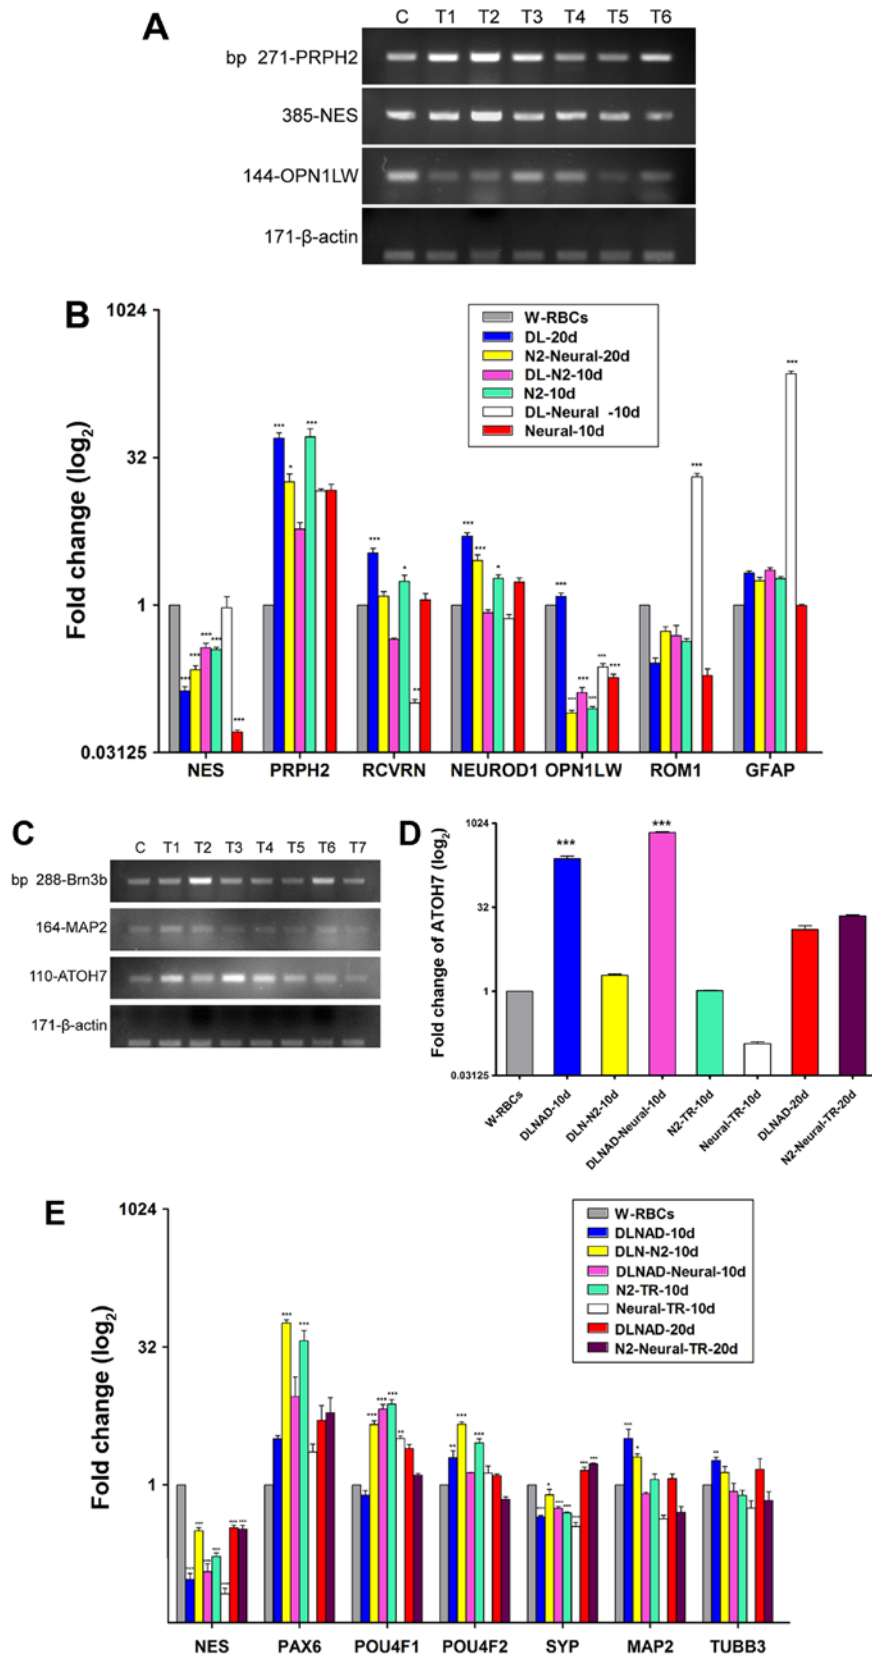 A
C T1 T2 T3 T4 T5 T6
bp 271-PRPH2
385-NES
144-OPN1LW
171-β-actin
B
1024
32
1
0.03125
Fold change (log2)
W-RBCs
DL-20d
N2-Neural-20d
DL-N2-10d
N2-10d
DL-Neural -10d
Neural-10d
NES PRPH2 RCVRN NEUROD1 OPN1LW ROM1 GFAP
C
C T1 T2 T3 T4 T5 T6 T7
bp 288-Brn3b
164-MAP2
110-ATOH7
171-β-actin
D
1024
32
1
0.03125
Fold change of ATOH7 (log2)
*** ***
W-RBCs
DLNAD-10d
DLN-N2-10d
DLNAD-Neural-10d
N2-TR-10d
Neural-TR-10d
DLNAD-20d
N2-Neural-TR-20d
E
1024
32
1
Fold change (log2)
W-RBCs
DLNAD-10d
DLN-N2-10d
DLNAD-Neural-10d
N2-TR-10d
Neural-TR-10d
DLNAD-20d
N2-Neural-TR-20d
NES PAX6 POU4F1 POU4F2 SYP MAP2 TUBB3